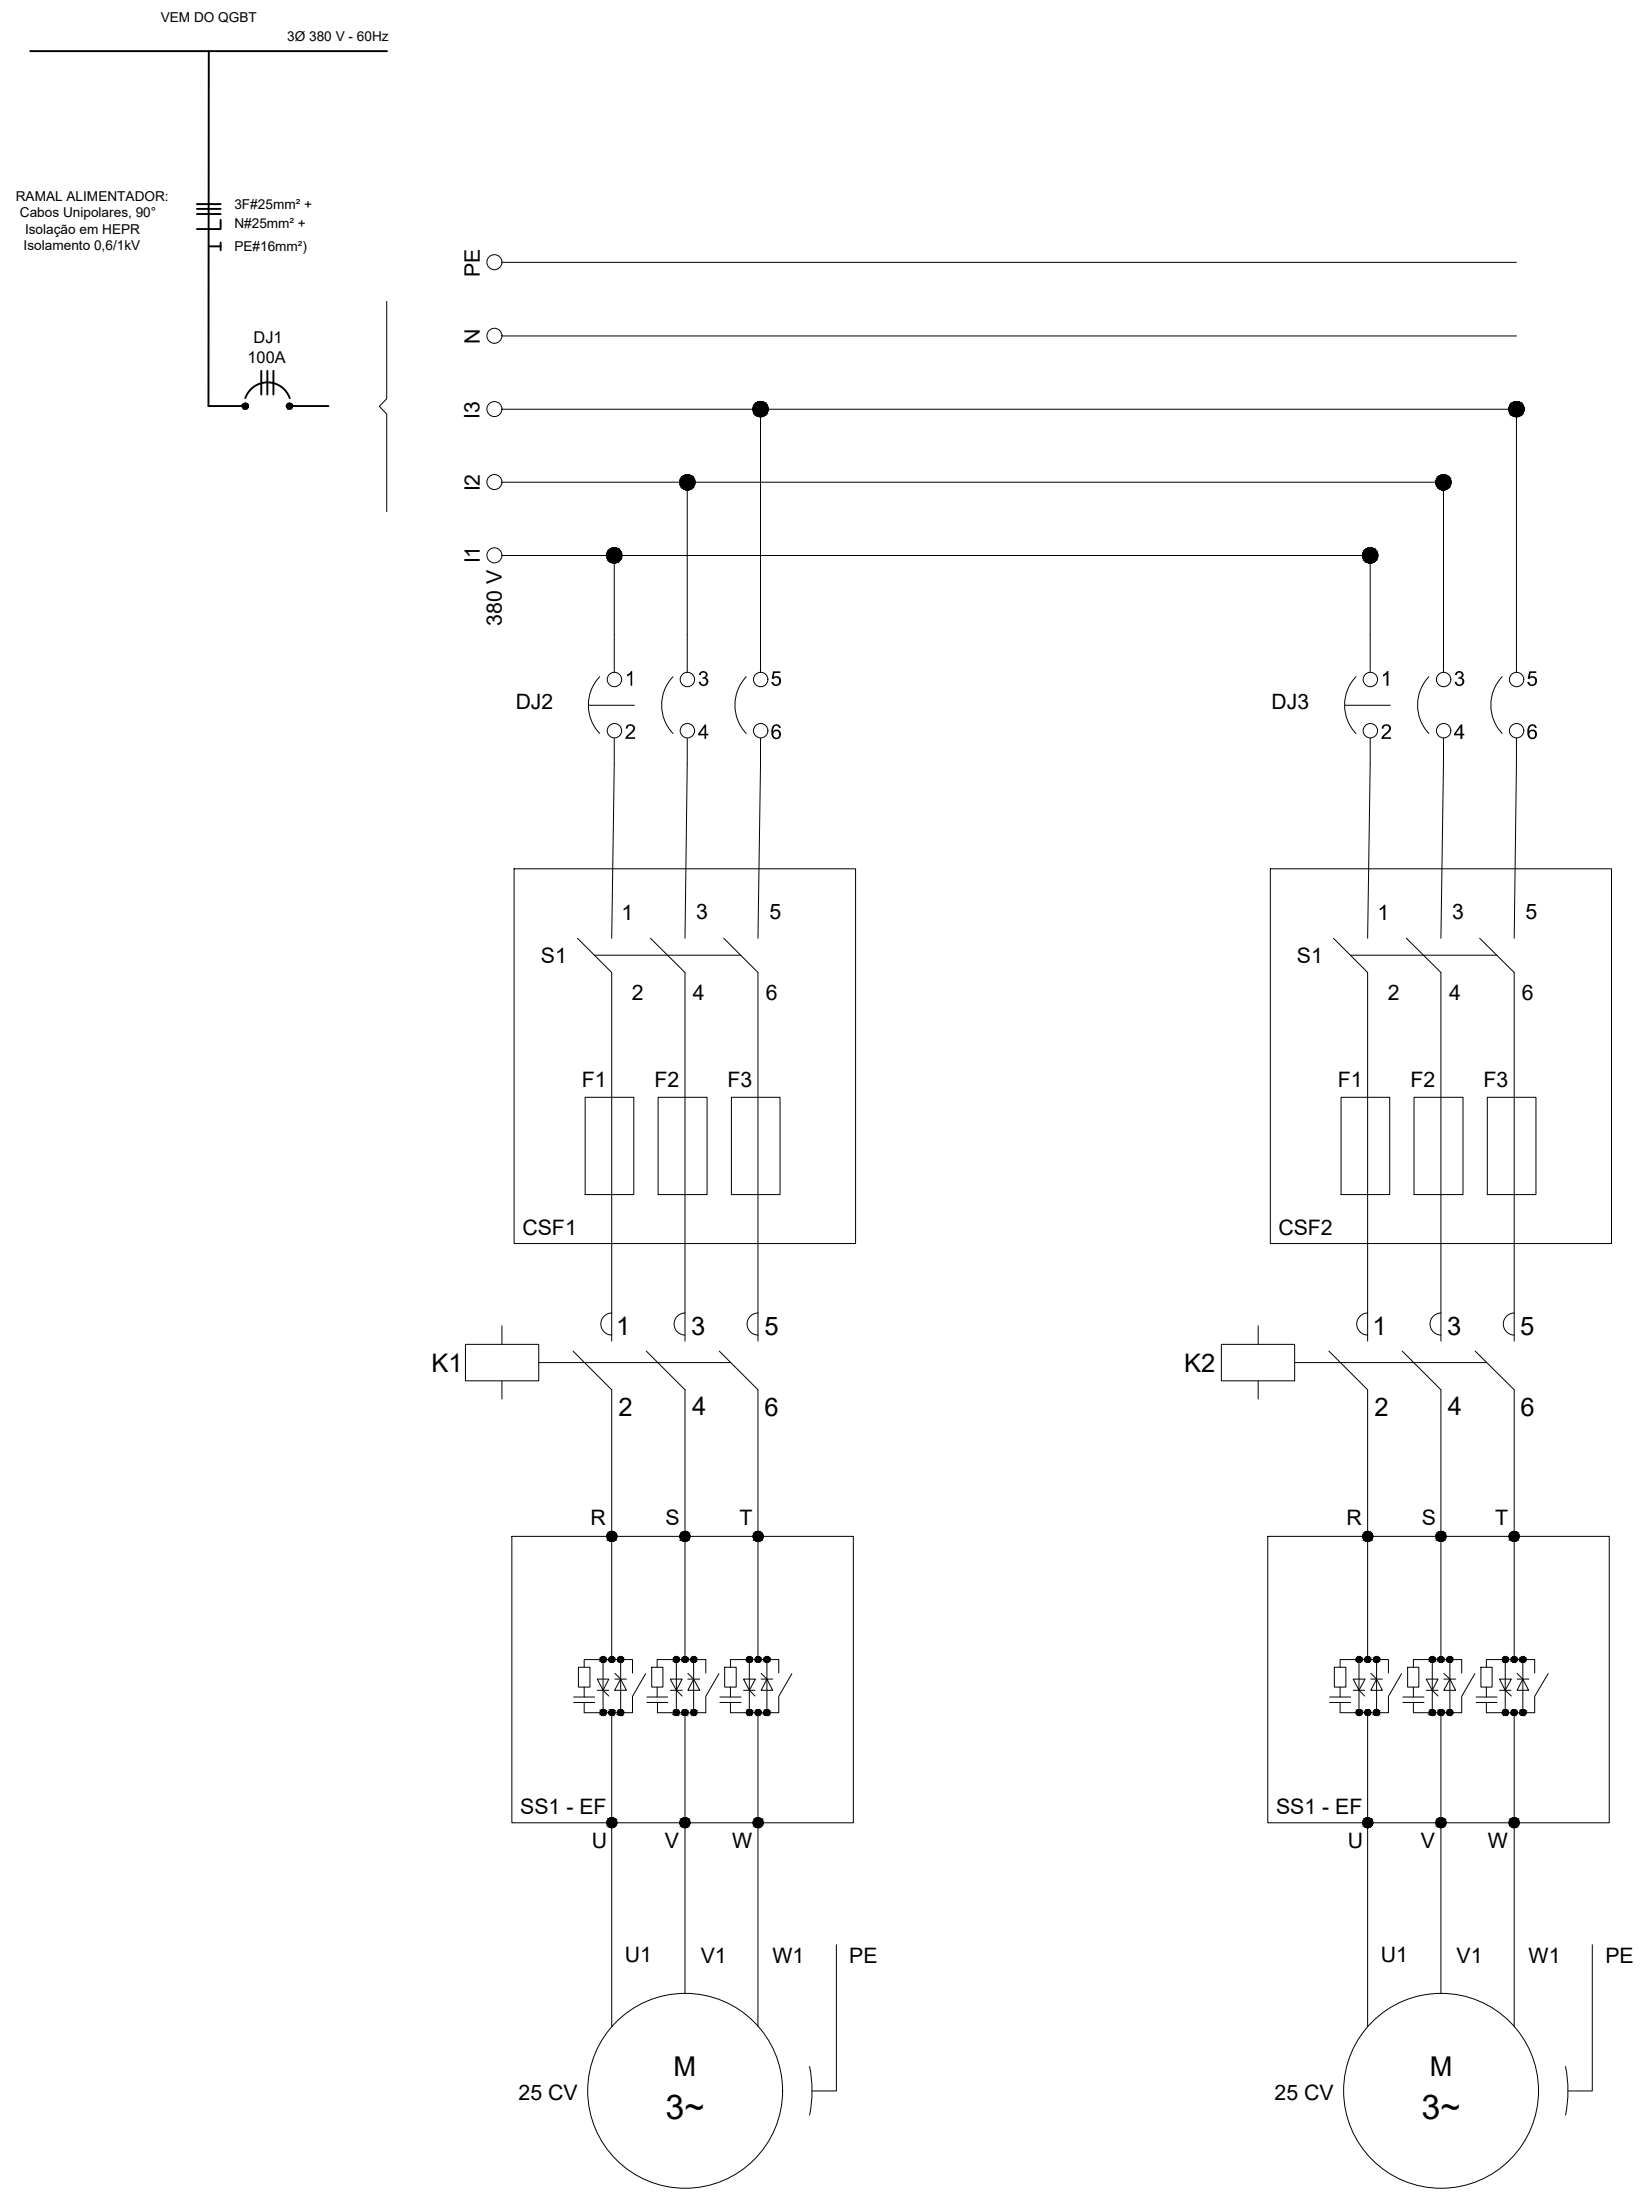 VEM DO QGBT
3Ø 380 V - 60Hz
RAMAL ALIMENTADOR:
Cabos Unipolares, 90°
Isolação em HEPR
Isolamento 0,6/1kV
3F#25mm² +
N#25mm² +
PE#16mm²)
DJ1
100A
PE
N
I3
I2
I1
380 V
DJ2 1 3 5
2 4 6
DJ3 1 3 5
2 4 6
1 3 5
S1
2 4 6
F1 F2 F3
CSF1
1 3 5
S1
2 4 6
F1 F2 F3
CSF2
1 3 5
K1
2 4 6
1 3 5
K2
2 4 6
R S T
SS1 - EF
U V W
R S T
SS1 - EF
U V W
U1 V1 W1 PE
M
3~
25 CV
U1 V1 W1 PE
M
3~
25 CV